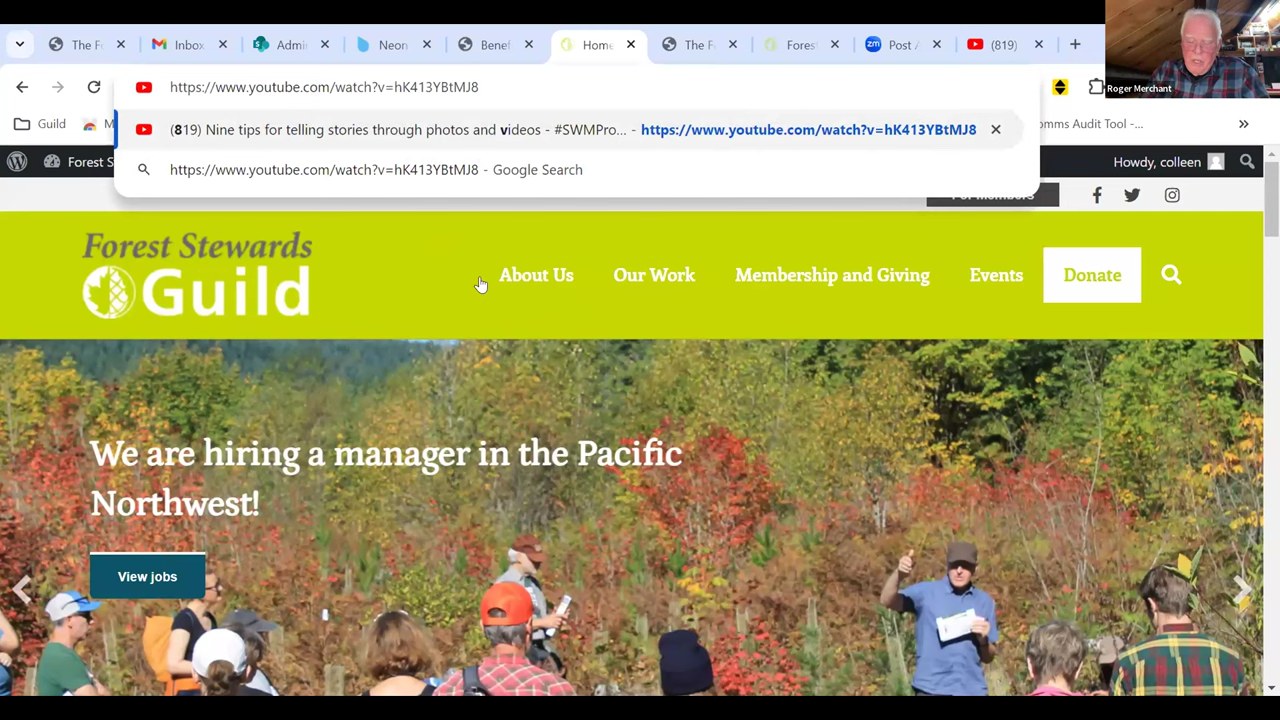 The F
Inbox
Admi
Neon
Benef
Home
The F
Forest
Post A
(819)
https://www.youtube.com/watch?v=hK413YBtMJ8
Roger Merchant
Guild
omms Audit Tool -...
(819) Nine tips for telling stories through photos and videos - #SWMPro... - https://www.youtube.com/watch?v=hK413YBtMJ8
Forest S
https://www.youtube.com/watch?v=hK413YBtMJ8 - Google Search
Howdy, colleen
Forest Stewards
Guild
About Us
Our Work
Membership and Giving
Events
Donate
We are hiring a manager in the Pacific
Northwest!
View jobs